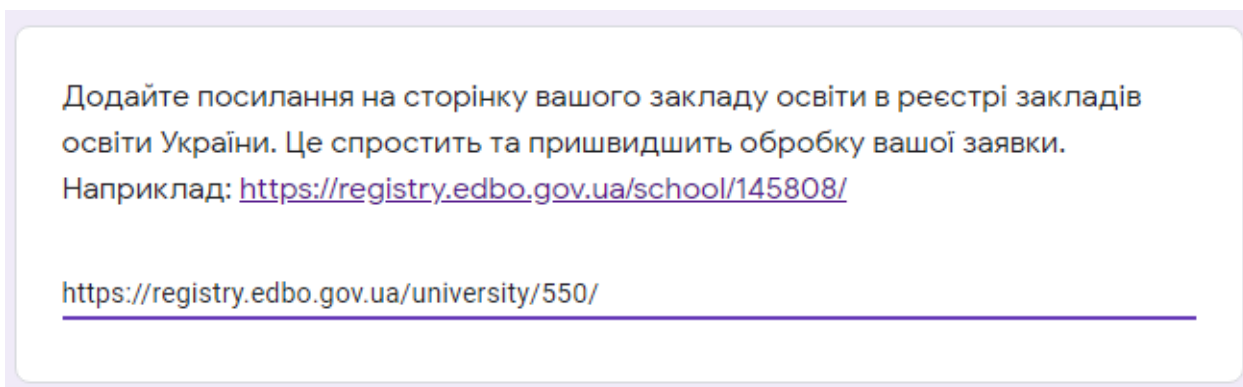 Додайте посилання на сторінку вашого закладу освіти в реєстрі закладів
освіти України. Це спростить та пришвидшить обробку вашої заявки.
Наприклад: https://registry.edbo.gov.ua/school/145808/
https://registry.edbo.gov.ua/university/550/